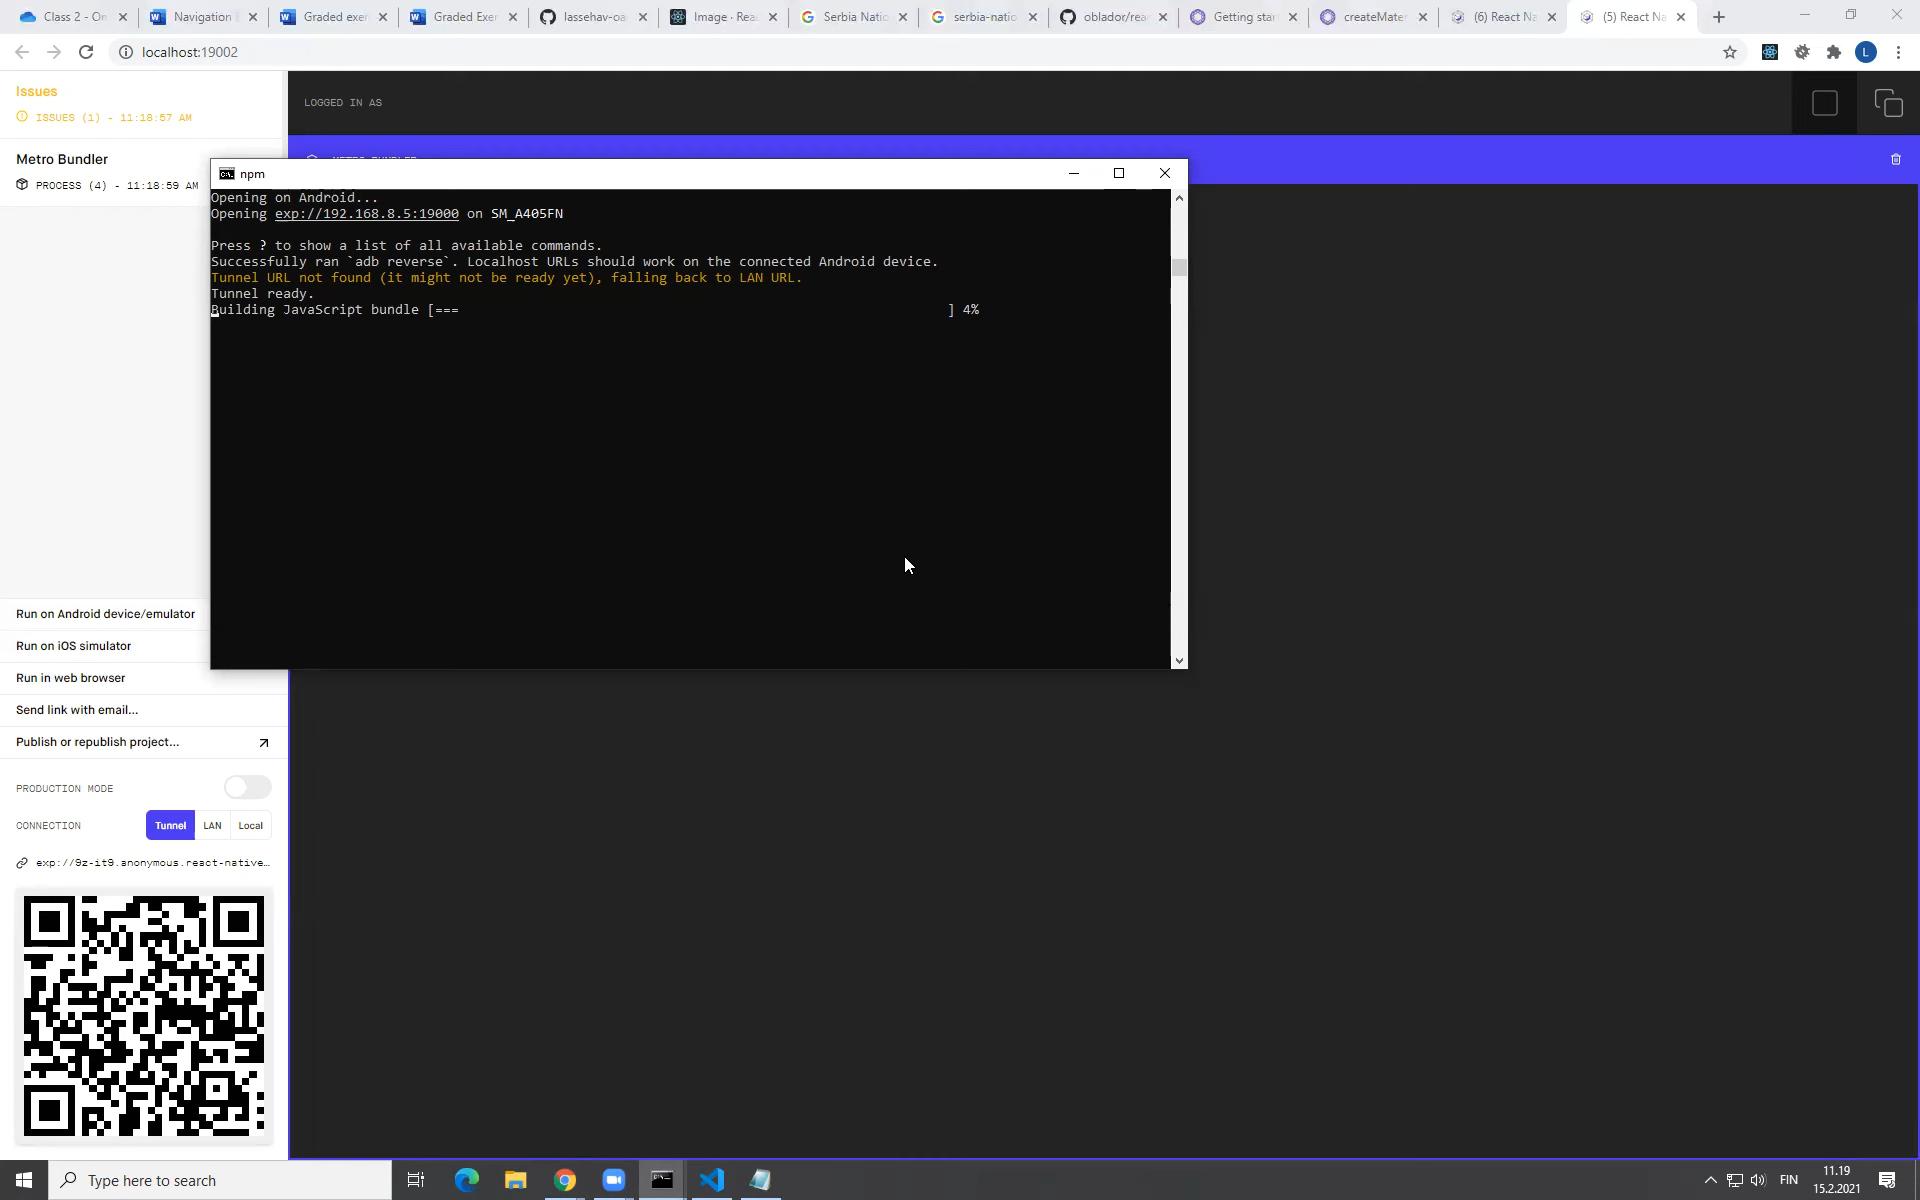 Class 2 - On
Navigation
Graded exer
Graded Exer
lassehav-oa
Image · Rea
Serbia Natio
serbia-natio
oblador/rea
Getting star
createMater
(6) React Na
(5) React Na
localhost:19002
L
Issues
ISSUES (1) - 11:18:57 AM
LOGGED IN AS
Metro Bundler
PROCESS (4) - 11:18:59 AM
METRO BUNDLER
npm
Opening on Android...
Opening exp://192.168.8.5:19000 on SM_A405FN
Press ? to show a list of all available commands.
Successfully ran `adb reverse`. Localhost URLs should work on the connected Android device.
Tunnel URL not found (it might not be ready yet), falling back to LAN URL.
Tunnel ready.
Building JavaScript bundle [=== ] 4%
Run on Android device/emulator
Run on iOS simulator
Run in web browser
Send link with email...
Publish or republish project...
PRODUCTION MODE
CONNECTION
Tunnel
LAN
Local
exp://9z-it9.anonymous.react-native…
Type here to search
FIN
11.19
15.2.2021